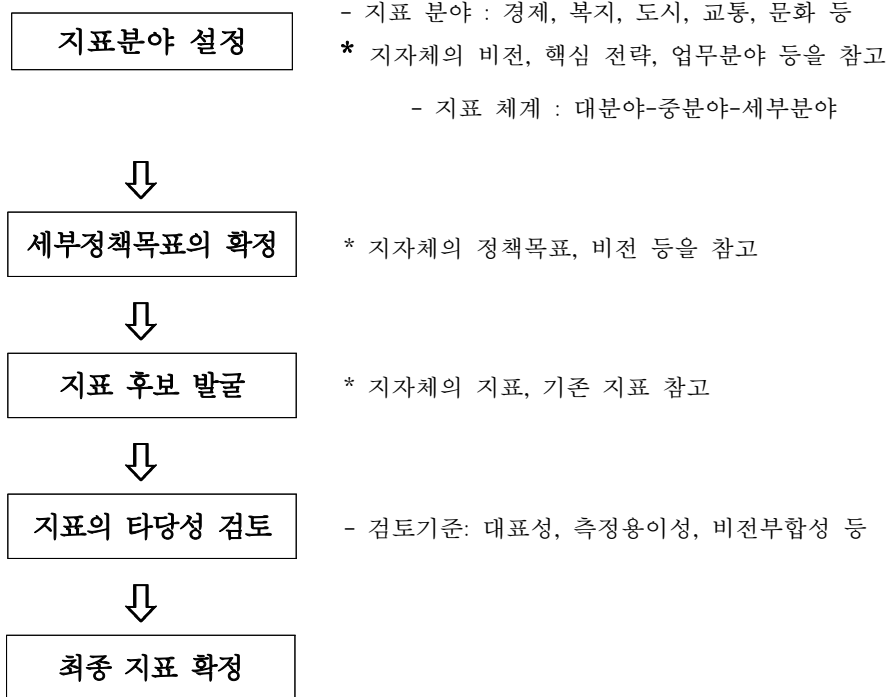 - 지표 분야 : 경제, 복지, 도시, 교통, 문화 등
지표분야 설정
* 지자체의 비전, 핵심 전략, 업무분야 등을 참고
- 지표 체계 : 대분야-중분야-세부분야
세부정책목표의 확정
* 지자체의 정책목표, 비전 등을 참고
지표 후보 발굴
* 지자체의 지표, 기존 지표 참고
지표의 타당성 검토
- 검토기준: 대표성, 측정용이성, 비전부합성 등
최종 지표 확정